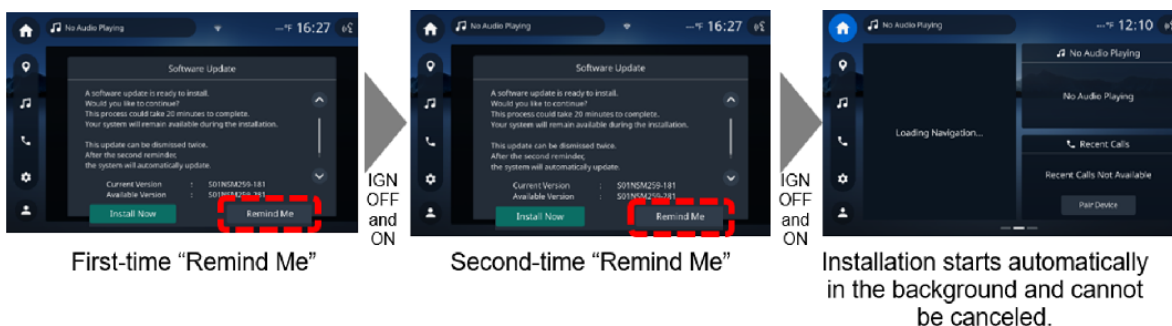 No Audio Playing
---°F 16:27
Software Update
A software update is ready to install.
Would you like to continue?
This process could take 20 minutes to complete.
Your system will remain available during the installation.
This update can be dismissed twice.
After the second reminder,
the system will automatically update.
Current Version : S01NSM259-181
Available Version : S01NSM259-281
Install Now
Remind Me
First-time “Remind Me”
IGN
OFF
and
ON
No Audio Playing
---°F 16:27
Software Update
A software update is ready to install.
Would you like to continue?
This process could take 20 minutes to complete.
Your system will remain available during the installation.
This update can be dismissed twice.
After the second reminder,
the system will automatically update.
Current Version : S01NSM259-181
Available Version : S01NSM259-281
Install Now
Remind Me
Second-time “Remind Me”
IGN
OFF
and
ON
No Audio Playing
---°F 12:10
No Audio Playing
No Audio Playing
Loading Navigation...
Recent Calls
Recent Calls Not Available
Pair Device
Installation starts automatically
in the background and cannot
be canceled.